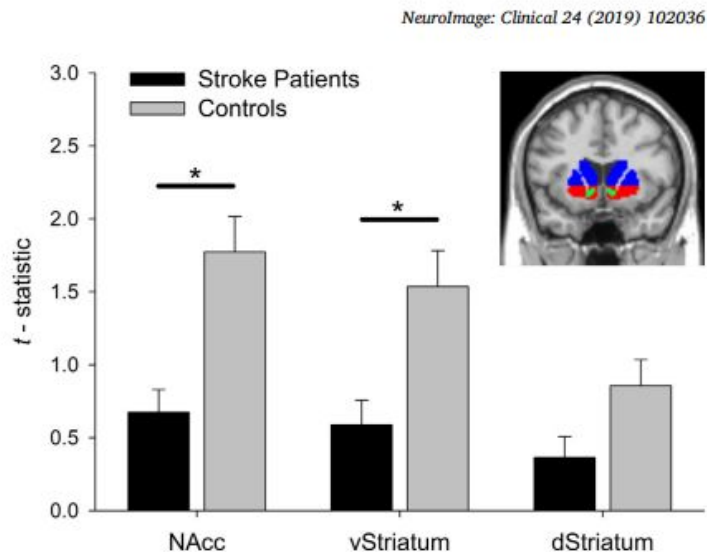 NeuroImage: Clinical 24 (2019) 102036
3.0
Stroke Patients
Controls
2.5
*
*
2.0
1.5
1.0
0.5
0.0
t - statistic
NAcc vStriatum dStriatum